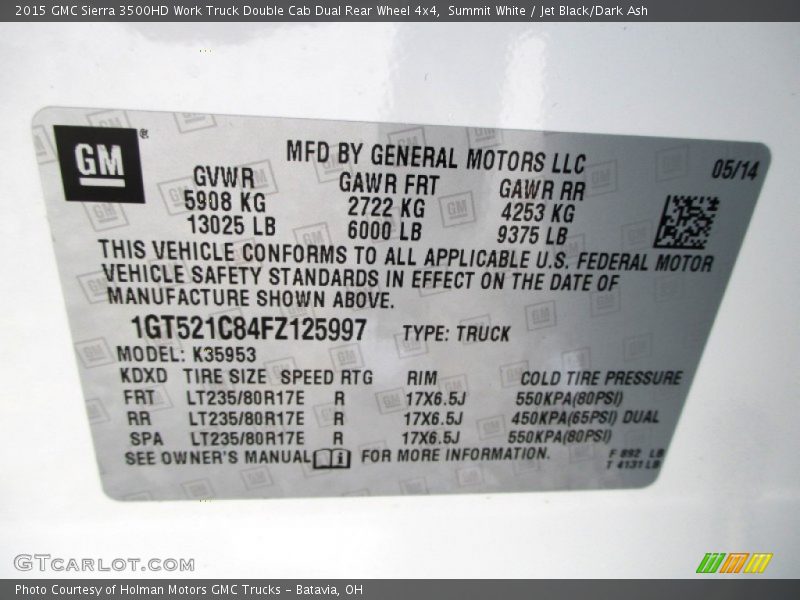 2015 GMC Sierra 3500HD Work Truck Double Cab Dual Rear Wheel 4x4, Summit White / Jet Black/Dark Ash
GM ®
MFD BY GENERAL MOTORS LLC 05/14
GVWR GAWR FRT GAWR RR
5908 KG 2722 KG 4253 KG
13025 LB 6000 LB 9375 LB
THIS VEHICLE CONFORMS TO ALL APPLICABLE U.S. FEDERAL MOTOR
VEHICLE SAFETY STANDARDS IN EFFECT ON THE DATE OF
MANUFACTURE SHOWN ABOVE.
1GT521C84FZ125997 TYPE: TRUCK
MODEL: K35953
KDXD TIRE SIZE SPEED RTG RIM COLD TIRE PRESSURE
FRT LT235/80R17E R 17X6.5J 550KPA(80PSI)
RR LT235/80R17E R 17X6.5J 450KPA(65PSI) DUAL
SPA LT235/80R17E R 17X6.5J 550KPA(80PSI)
SEE OWNER'S MANUAL i FOR MORE INFORMATION.
F 892 LB
T 4131 LB
GTCarLot.com
Photo Courtesy of Holman Motors GMC Trucks - Batavia, OH